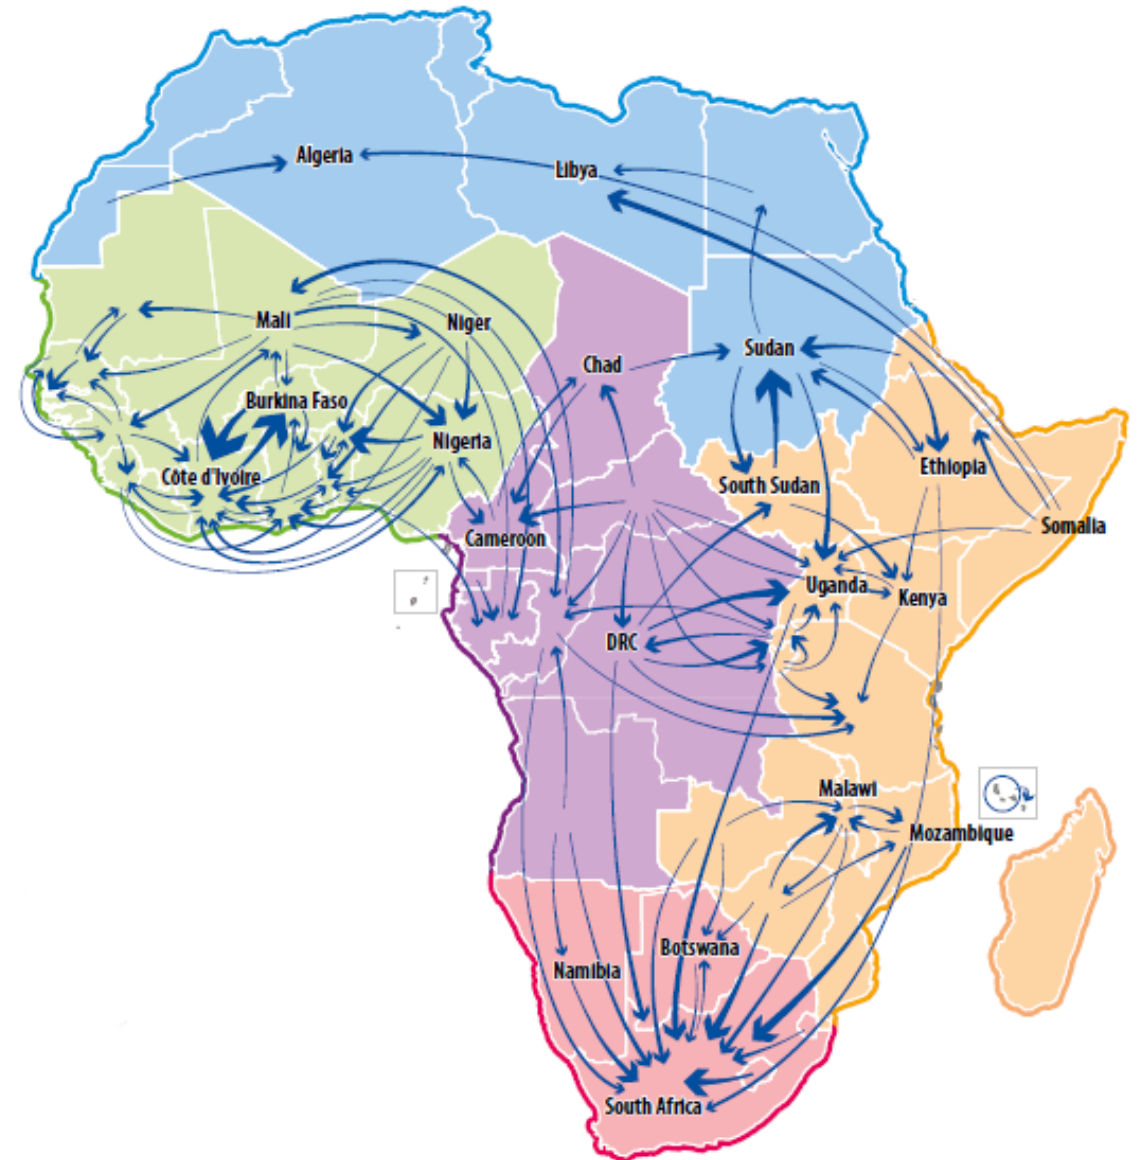 Algeria
Libya
Mali
Niger
Sudan
Chad
Burkina Faso
Nigeria
Côte d'Ivoire
Ethiopia
South Sudan
Somalia
Cameroon
Uganda
Kenya
DRC
Malawi
Mozambique
Botswana
Namibia
South Africa